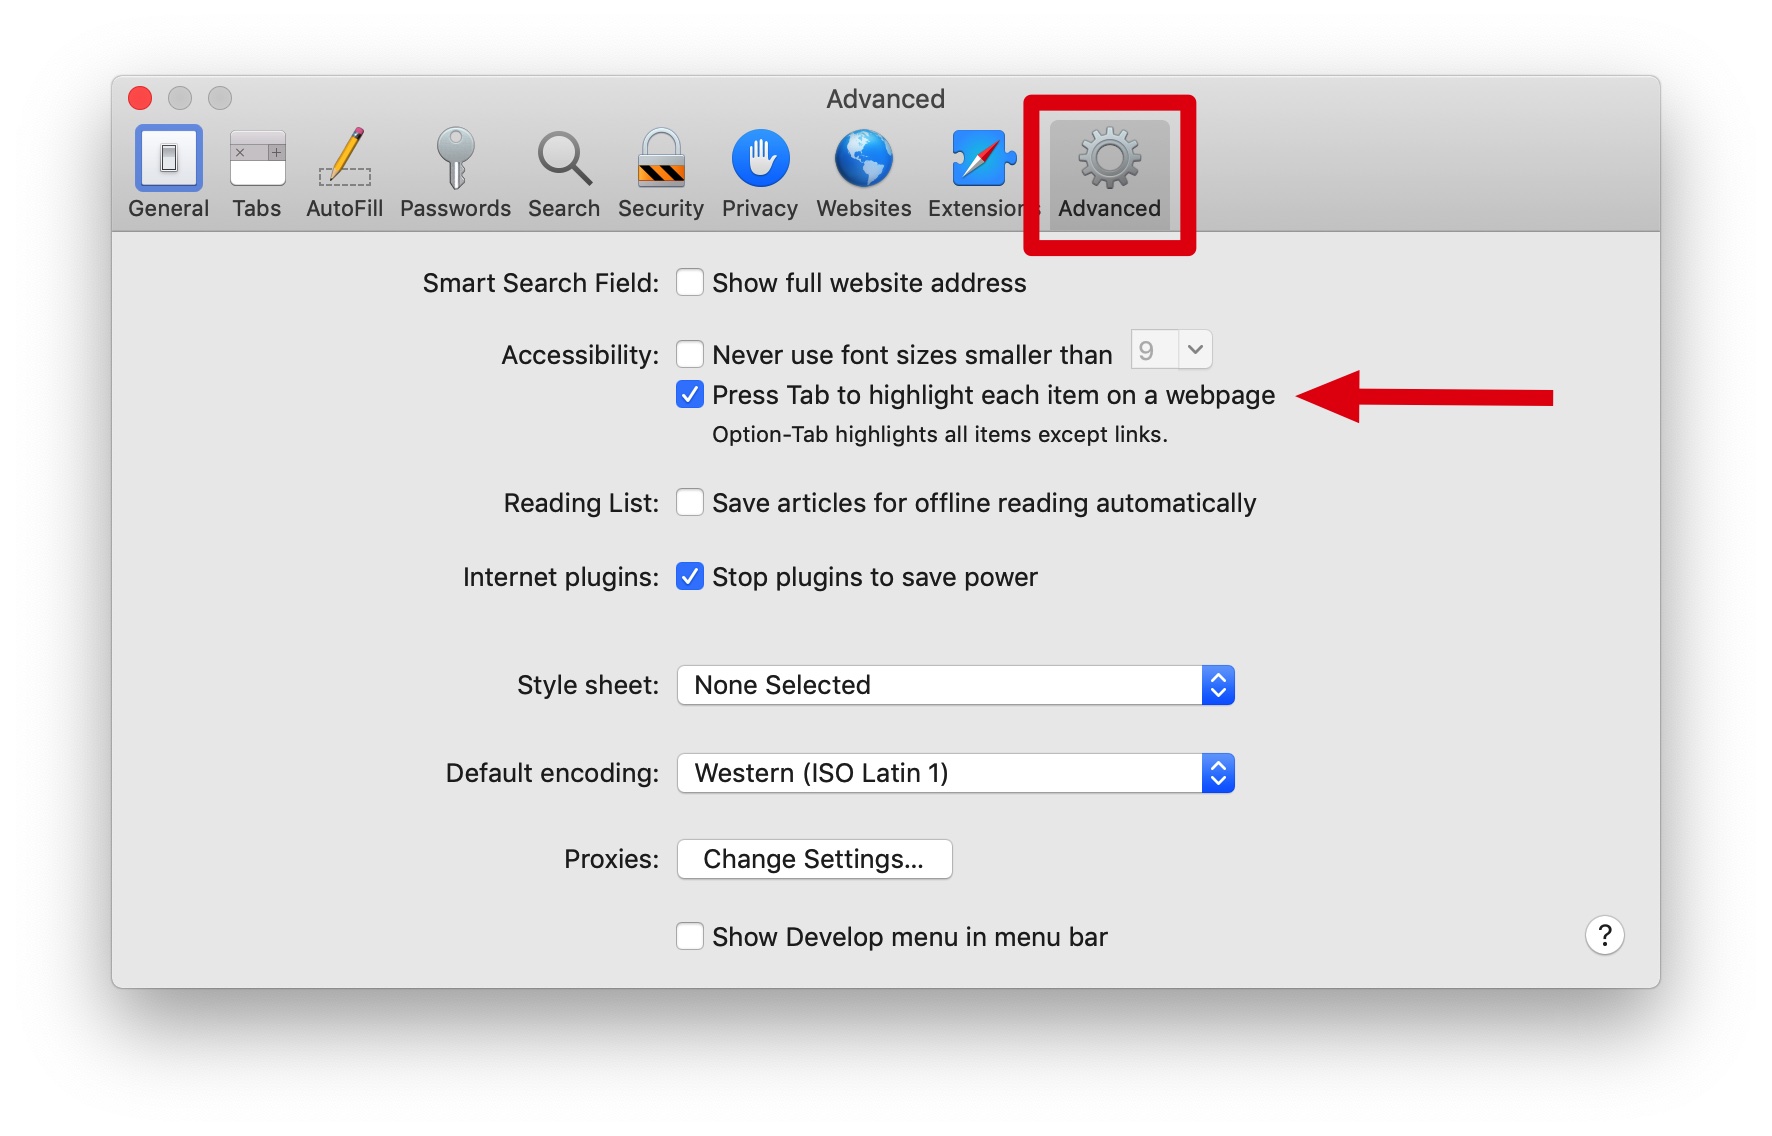 Advanced
General Tabs AutoFill Passwords Search Security Privacy Websites Extensions Advanced
Smart Search Field: Show full website address
Accessibility: Never use font sizes smaller than 9
Press Tab to highlight each item on a webpage
Option-Tab highlights all items except links.
Reading List: Save articles for offline reading automatically
Internet plugins: Stop plugins to save power
Style sheet: None Selected
Default encoding: Western (ISO Latin 1)
Proxies: Change Settings...
Show Develop menu in menu bar
?